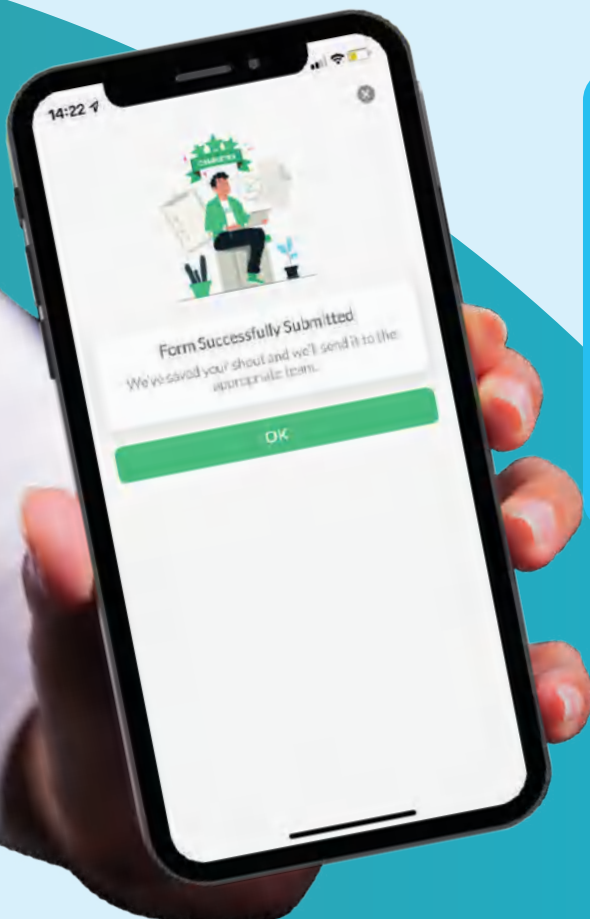 14:22
COMPLETED
Form Successfully Submitted
We've saved your shout and we'll send it to the
appropriate team.
OK